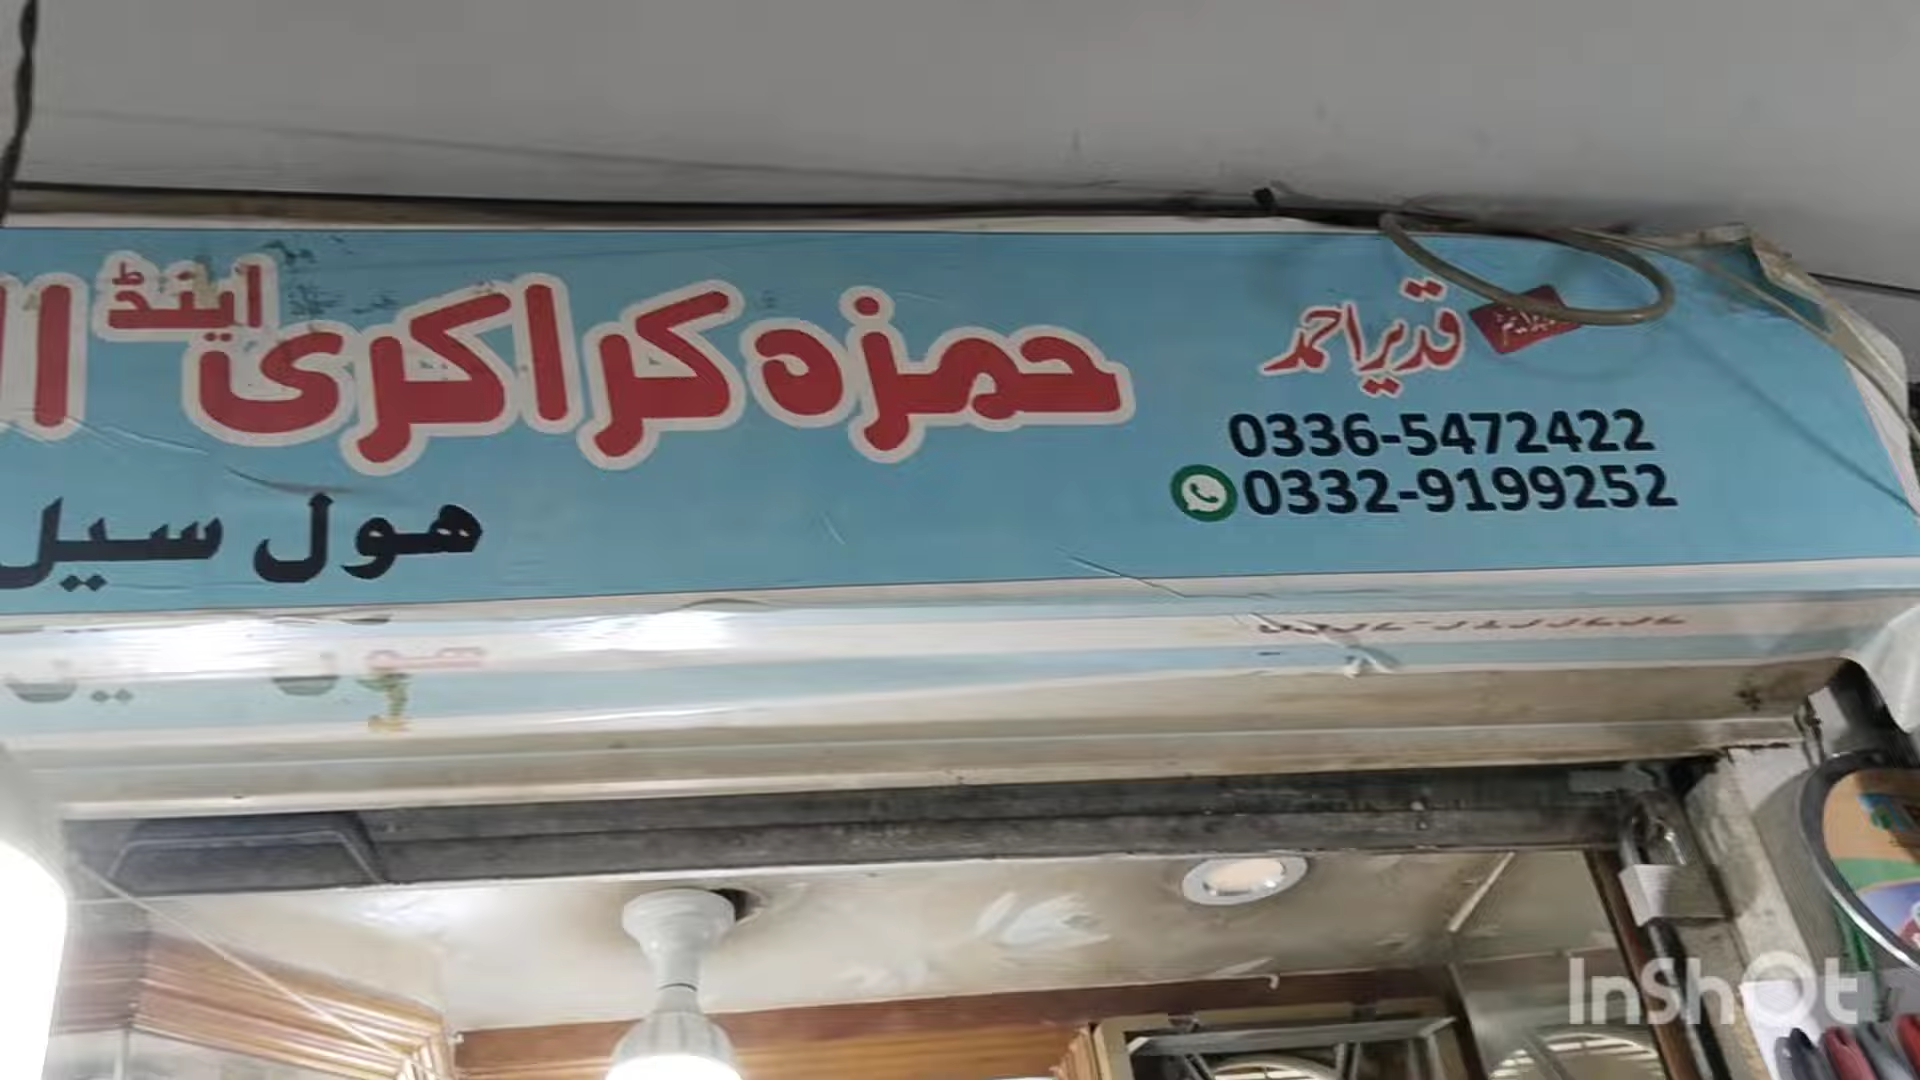 قدیر احمد
0336-5472422
0332-9199252
حمزہ کراکری اینڈ
ہول سیل
InShOt